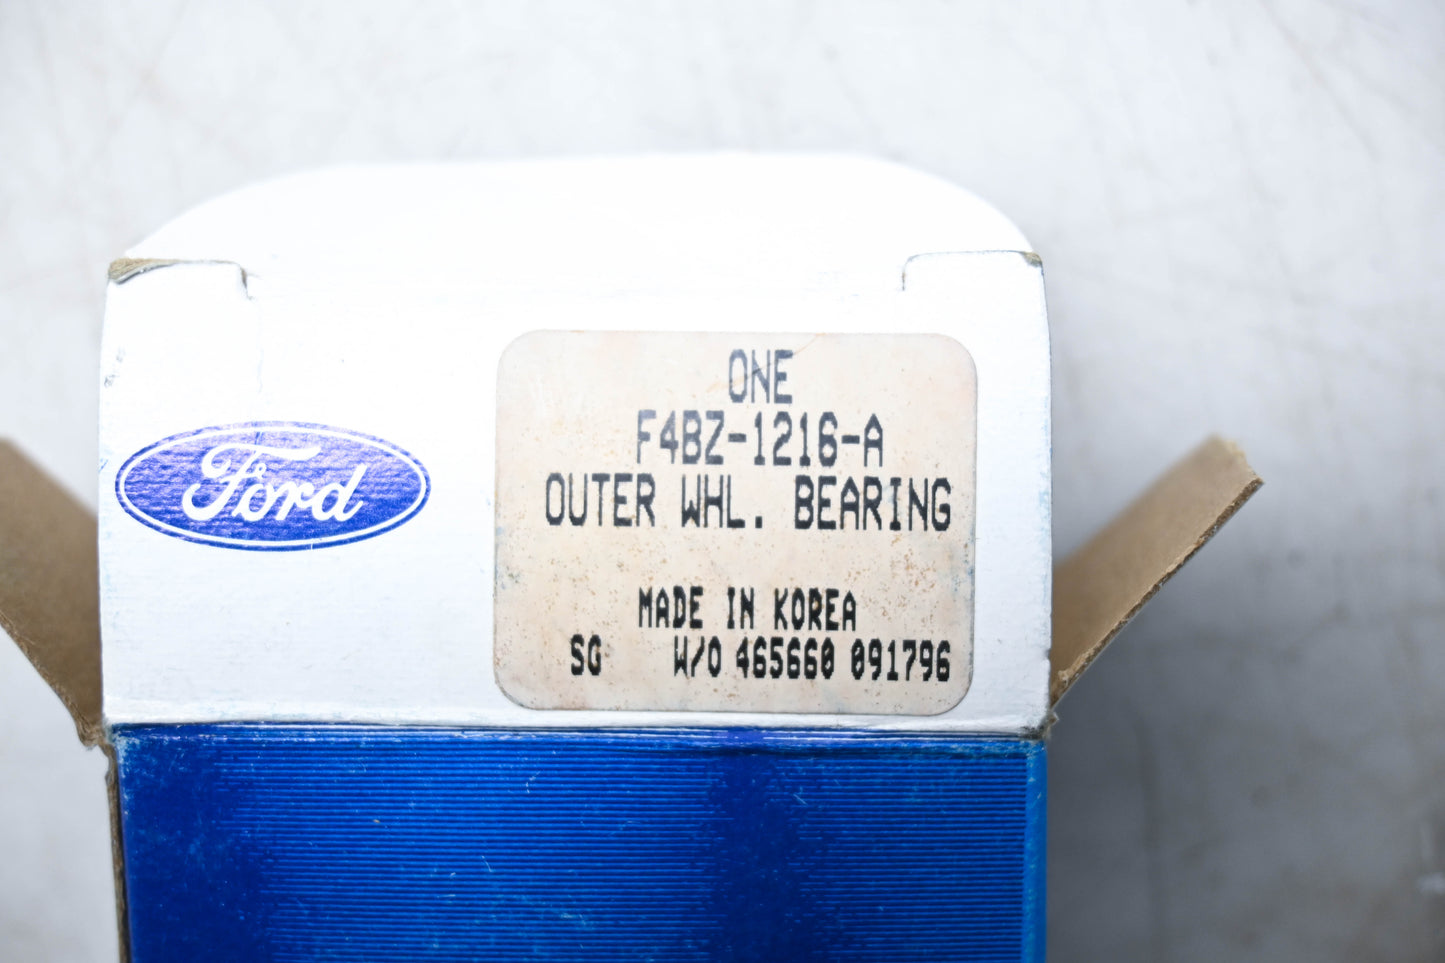 Ford
ONE
F4BZ-1216-A
OUTER WHL. BEARING
MADE IN KOREA
SG W/O 465660 091796